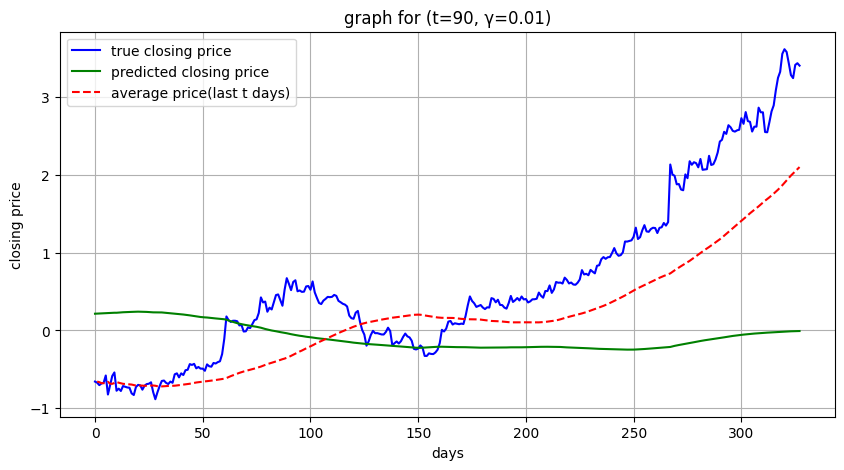 graph for (t=90, γ=0.01)
true closing price
predicted closing price
average price(last t days)
closing price
3
2
1
0
−1
0 50 100 150 200 250 300
days